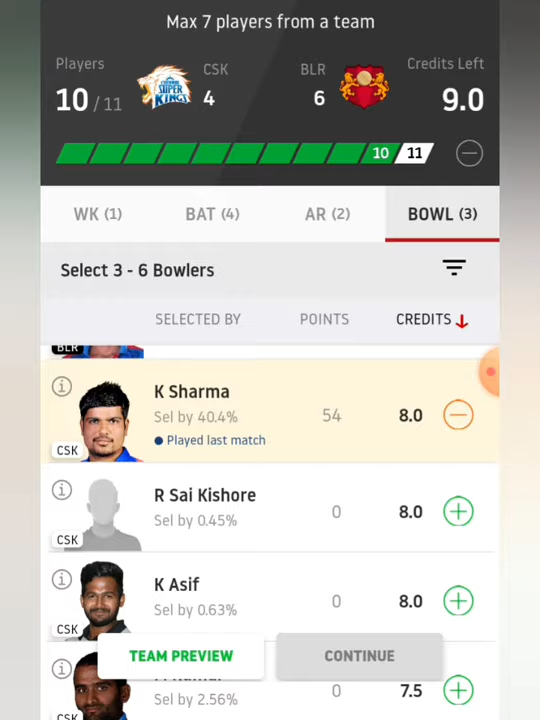 Max 7 players from a team
Players
CSK
BLR
Credits Left
10 / 11
4
6
9.0
CHENNAI
SUPER
KINGS
10
11
WK (1)
BAT (4)
AR (2)
BOWL (3)
Select 3 - 6 Bowlers
SELECTED BY
POINTS
CREDITS
BLR
K Sharma
Sel by 40.4%
54
8.0
Played last match
CSK
R Sai Kishore
Sel by 0.45%
0
8.0
CSK
K Asif
Sel by 0.63%
0
8.0
CSK
TEAM PREVIEW
CONTINUE
Sel by 2.56%
0
7.5
CSK